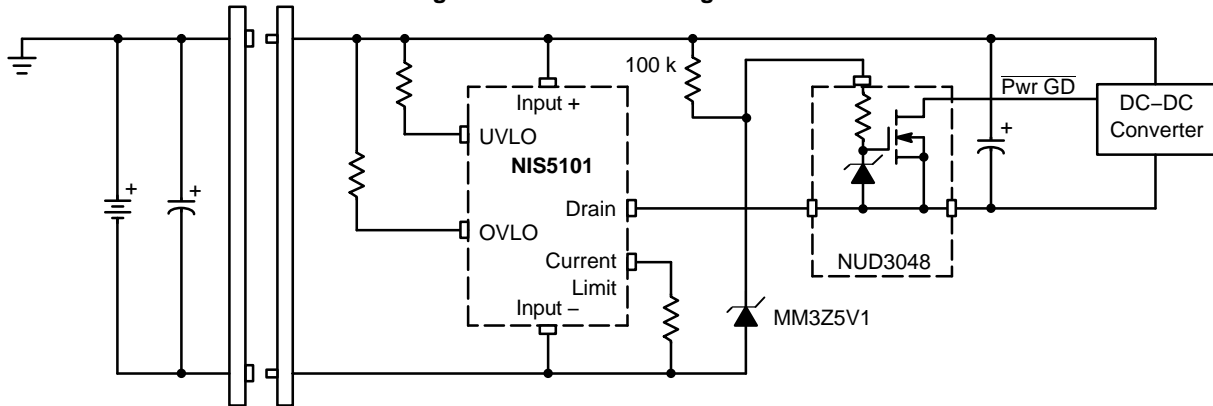 100 k
Input +
Pwr GD
DC–DC
Converter
+
UVLO
NIS5101
+
+
Drain
OVLO
NUD3048
Current
Limit
Input –
MM3Z5V1